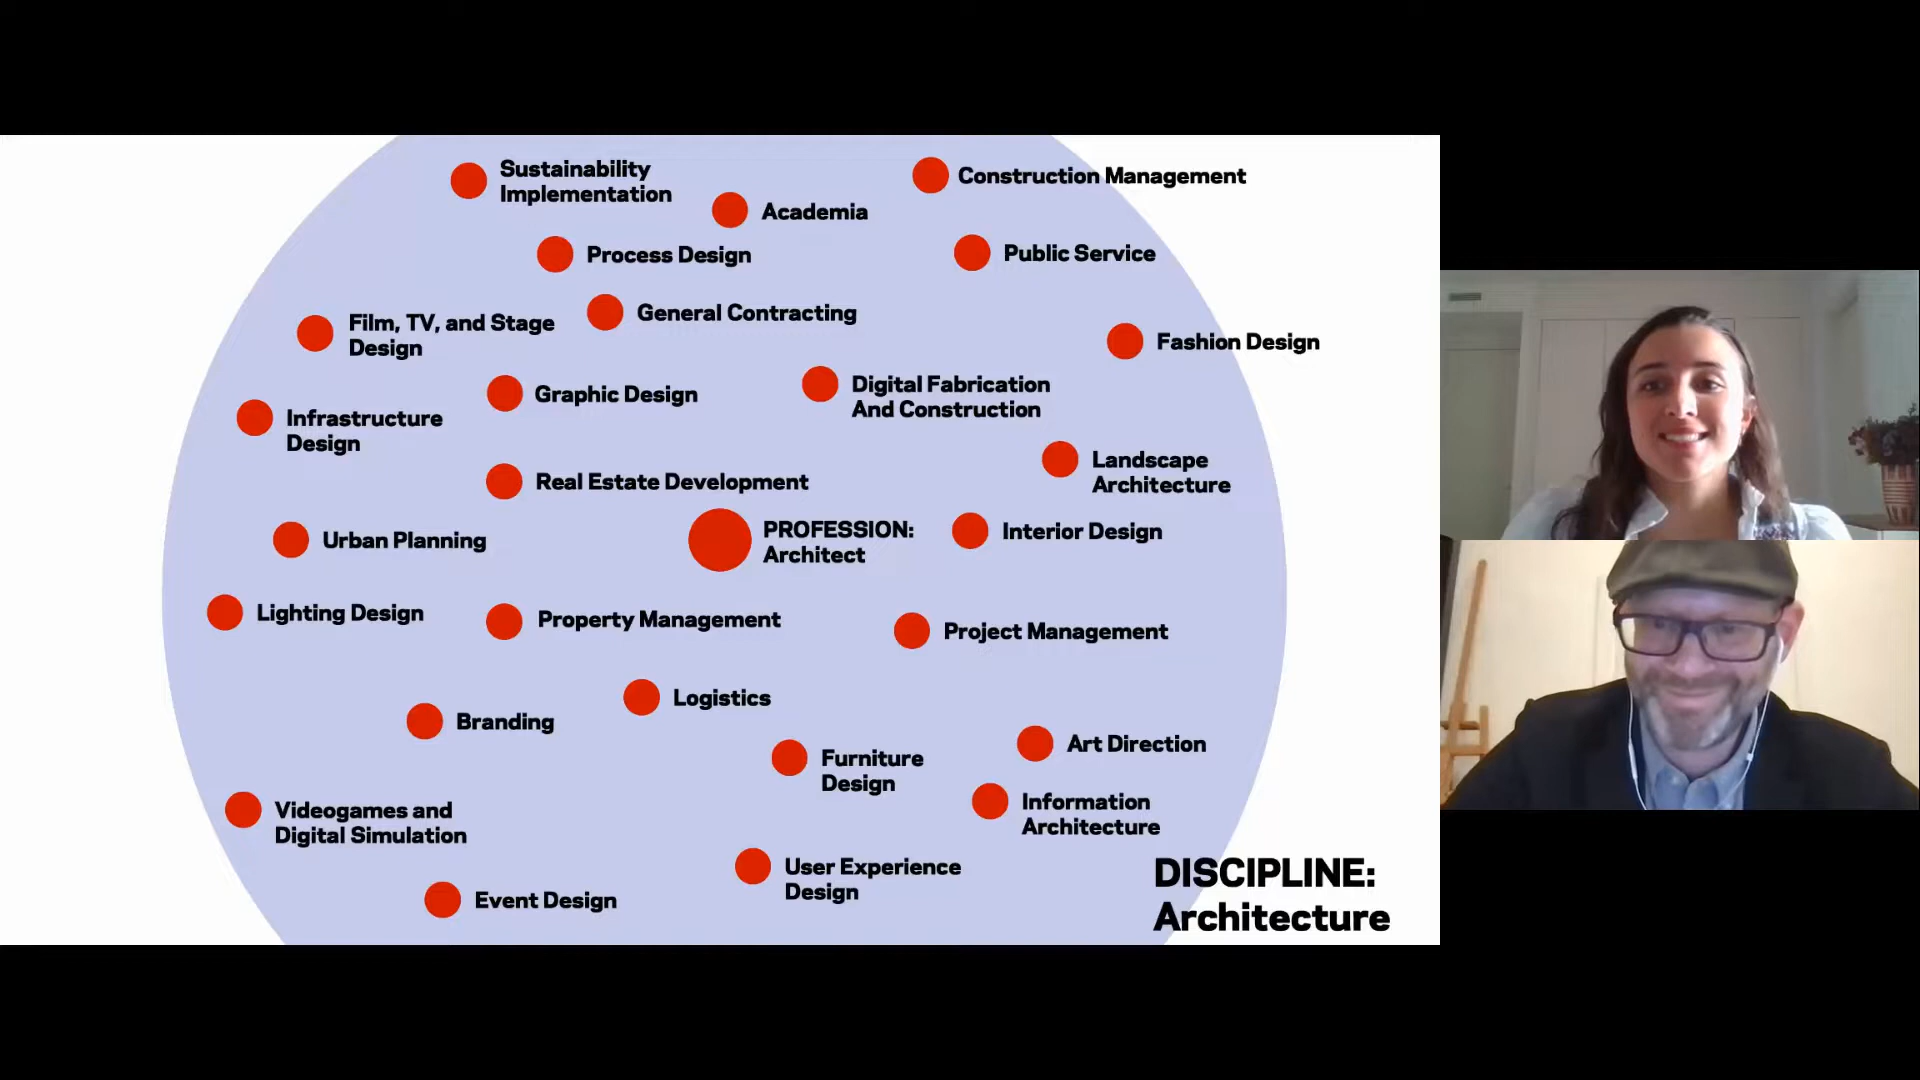 Sustainability
Implementation
Construction Management
Academia
Process Design
Public Service
General Contracting
Film, TV, and Stage
Design
Fashion Design
Graphic Design
Digital Fabrication
And Construction
Infrastructure
Design
Landscape
Architecture
Real Estate Development
PROFESSION:
Architect
Interior Design
Urban Planning
Lighting Design
Property Management
Project Management
Logistics
Branding
Art Direction
Furniture
Design
Information
Architecture
Videogames and
Digital Simulation
User Experience
Design
Event Design
DISCIPLINE:
Architecture